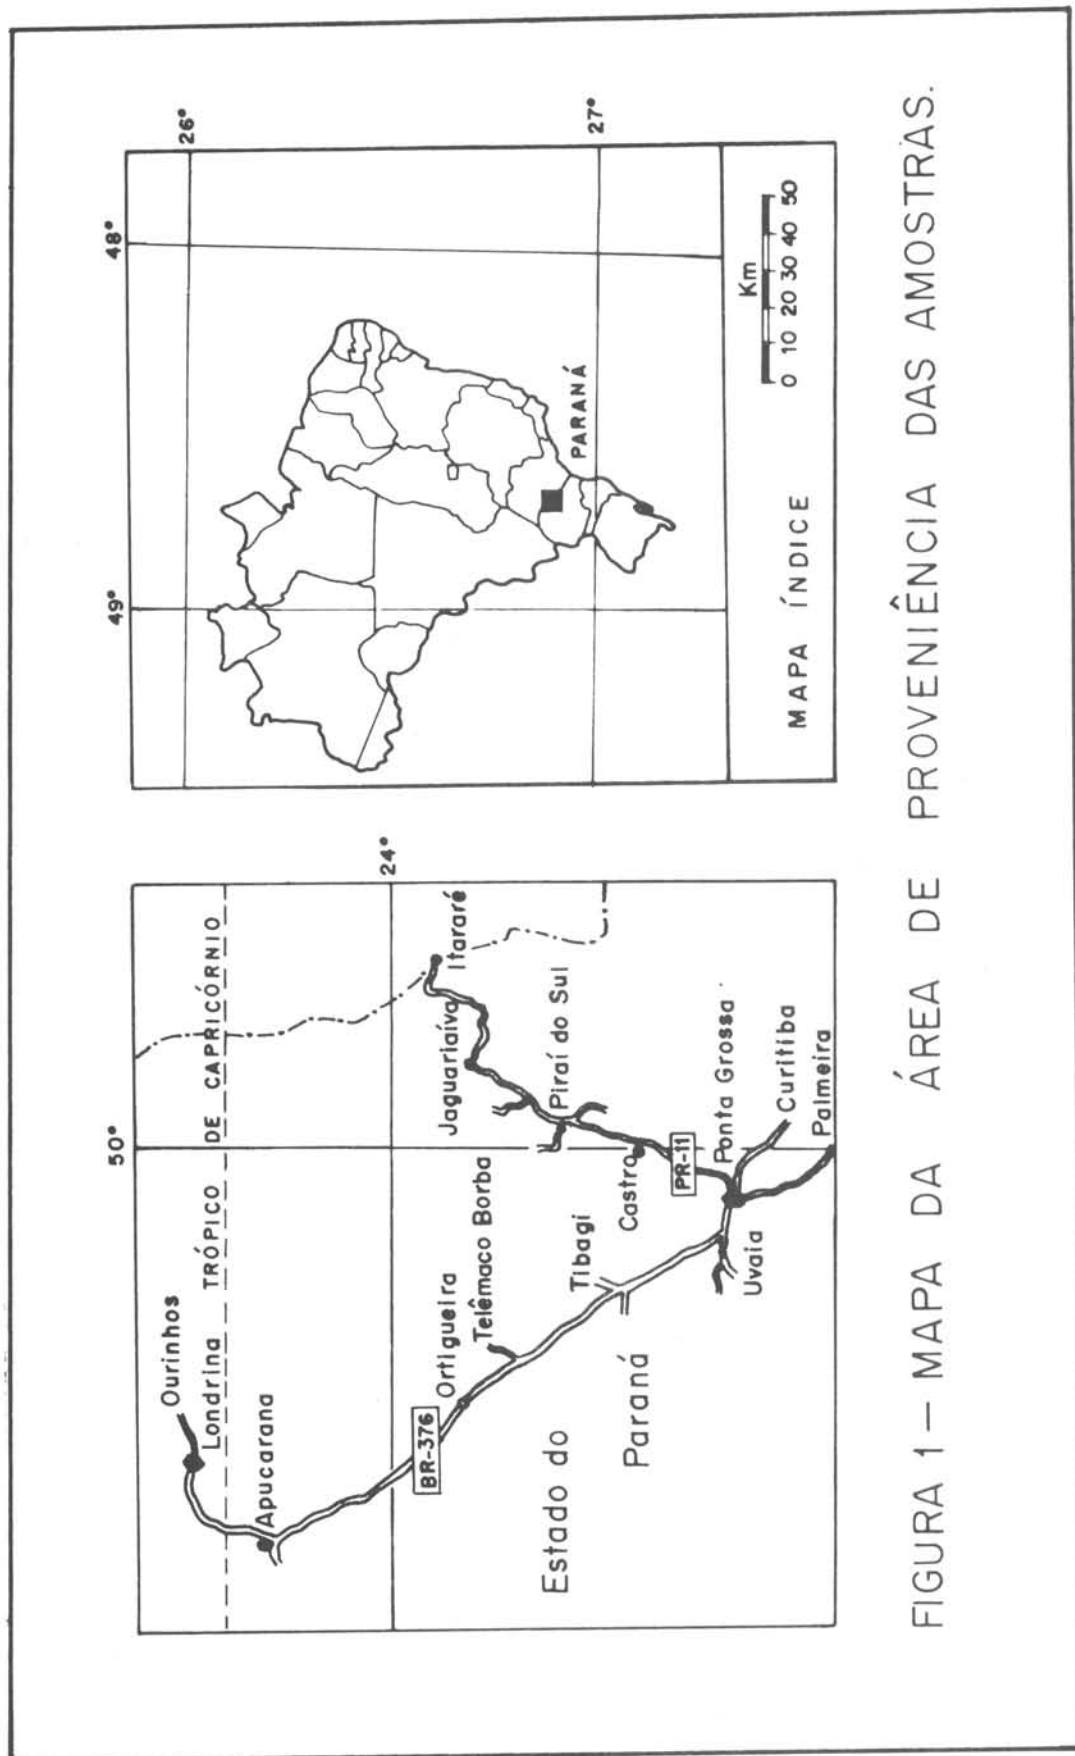 50°
24°
Ourinhos
Londrina
TRÓPICO DE CAPRICÓRNIO
Apucarana
BR-376
Ortigueira
Telêmaco Borba
Jaguariaíva
Itararé
Piraí do Sul
Tibagi
Castro
PR-11
Ponta Grossa
Uvaia
Curitiba
Palmeira
Estado do
Paraná
49°
48°
26°
27°
PARANÁ
MAPA ÍNDICE
Km
0 10 20 30 40 50
FIGURA 1 — MAPA DA ÁREA DE PROVENIÊNCIA DAS AMOSTRAS.